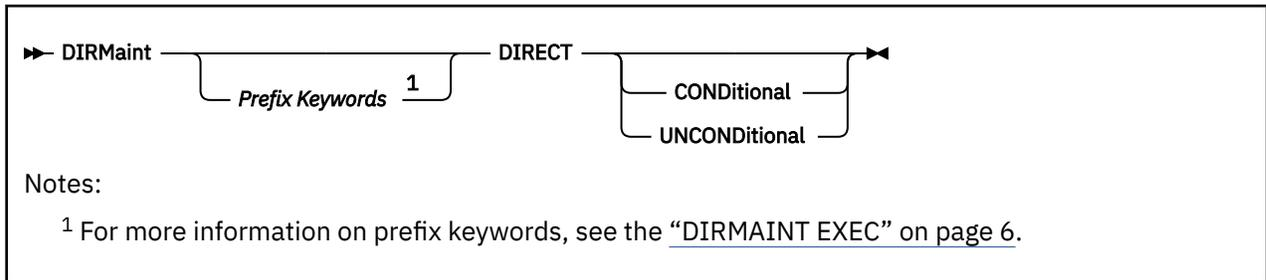 DIRMaint DIRECT
Prefix Keywords 1
CONDitional
UNCONDitional
Notes:
1 For more information on prefix keywords, see the “DIRMAINT EXEC” on page 6.